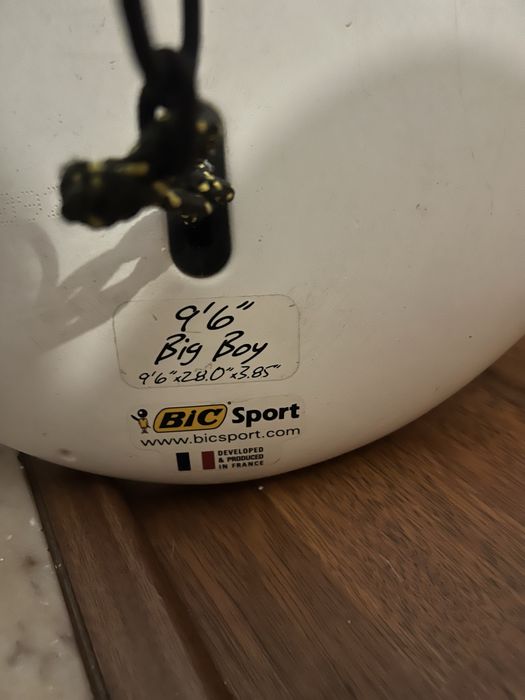 9'6"
Big Boy
9'6"x28.0"x3.85"
BIC Sport
www.bicsport.com
DEVELOPED
& PRODUCED
IN FRANCE